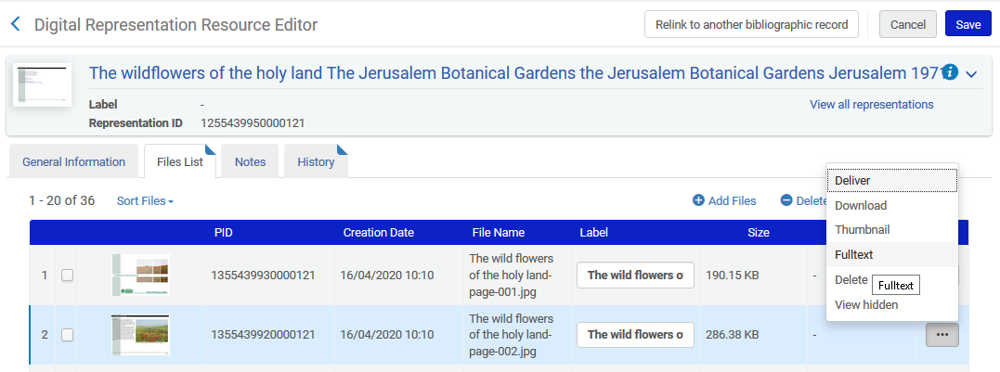 Digital Representation Resource Editor
Relink to another bibliographic record
Cancel
Save
The wildflowers of the holy land The Jerusalem Botanical Gardens the Jerusalem Botanical Gardens Jerusalem 1971
Label -
View all representations
Representation ID 1255439950000121
General Information
Files List
Notes
History
Deliver
Download
Thumbnail
Fulltext
Delete
Fulltext
View hidden
1 - 20 of 36
Sort Files
Add Files
Delete
PID Creation Date File Name Label Size
1 1355439930000121 16/04/2020 10:10 The wild flowers
of the holy land-
page-001.jpg
The wild flowers o
190.15 KB -
2 1355439920000121 16/04/2020 10:10 The wild flowers
of the holy land-
page-002.jpg
The wild flowers o
286.38 KB -